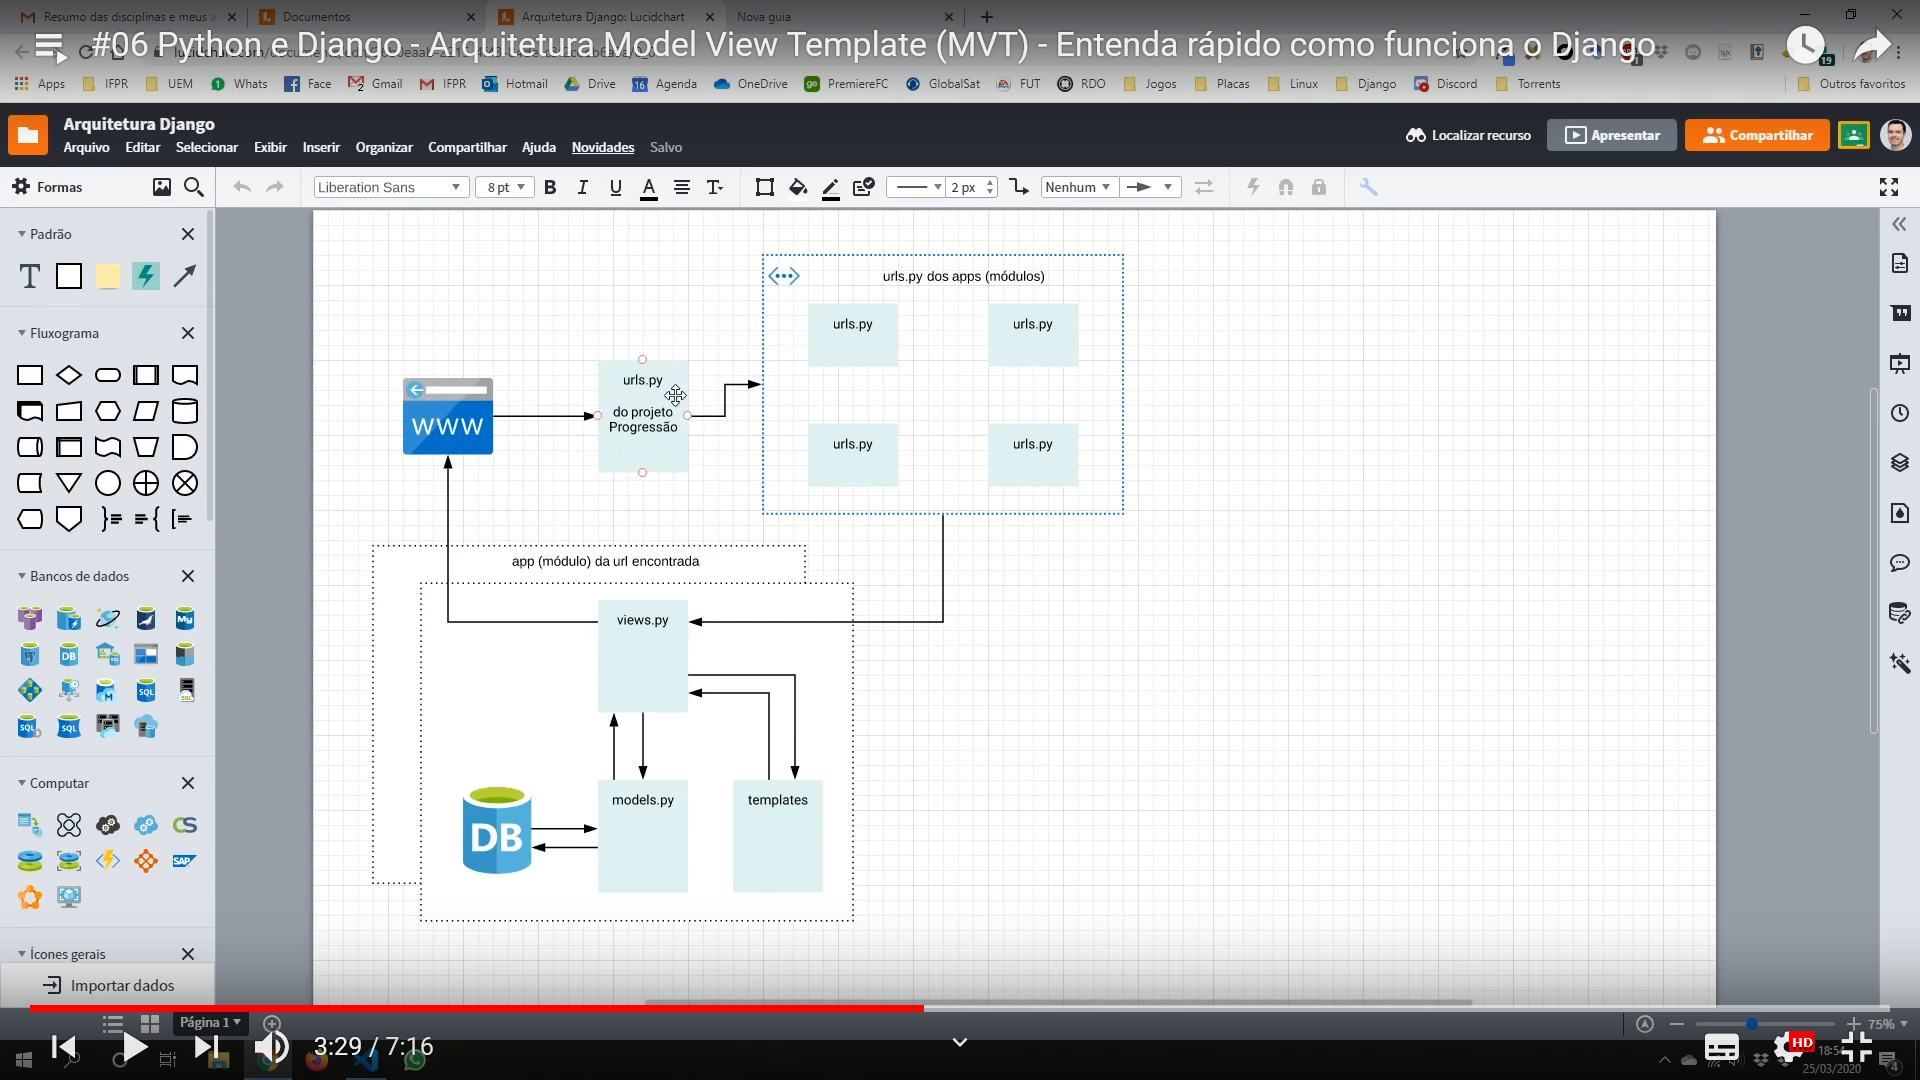 Resumo das disciplinas e meus a
Documentos
Arquitetura Django: Lucidchart
Nova guia
#06 Python e Django - Arquitetura Model View Template (MVT) - Entenda rápido como funciona o Django
Apps
IFPR
UEM
Whats
Face
Gmail
IFPR
Hotmail
Drive
Agenda
OneDrive
PremiereFC
GlobalSat
FUT
RDO
Jogos
Placas
Linux
Django
Discord
Torrents
Outros favoritos
Arquitetura Django
Arquivo Editar Selecionar Exibir Inserir Organizar Compartilhar Ajuda Novidades Salvo
Localizar recurso
Apresentar
Compartilhar
Formas
Liberation Sans
8 pt
B I U A
2 px
Nenhum
Padrão
T
Fluxograma
Bancos de dados
Computar
Ícones gerais
Importar dados
urls.py dos apps (módulos)
urls.py
urls.py
urls.py
do projeto
Progressão
WWW
urls.py
urls.py
app (módulo) da url encontrada
views.py
models.py
templates
DB
Página 1
75%
3:29 / 7:16
HD
18:54
25/03/2020